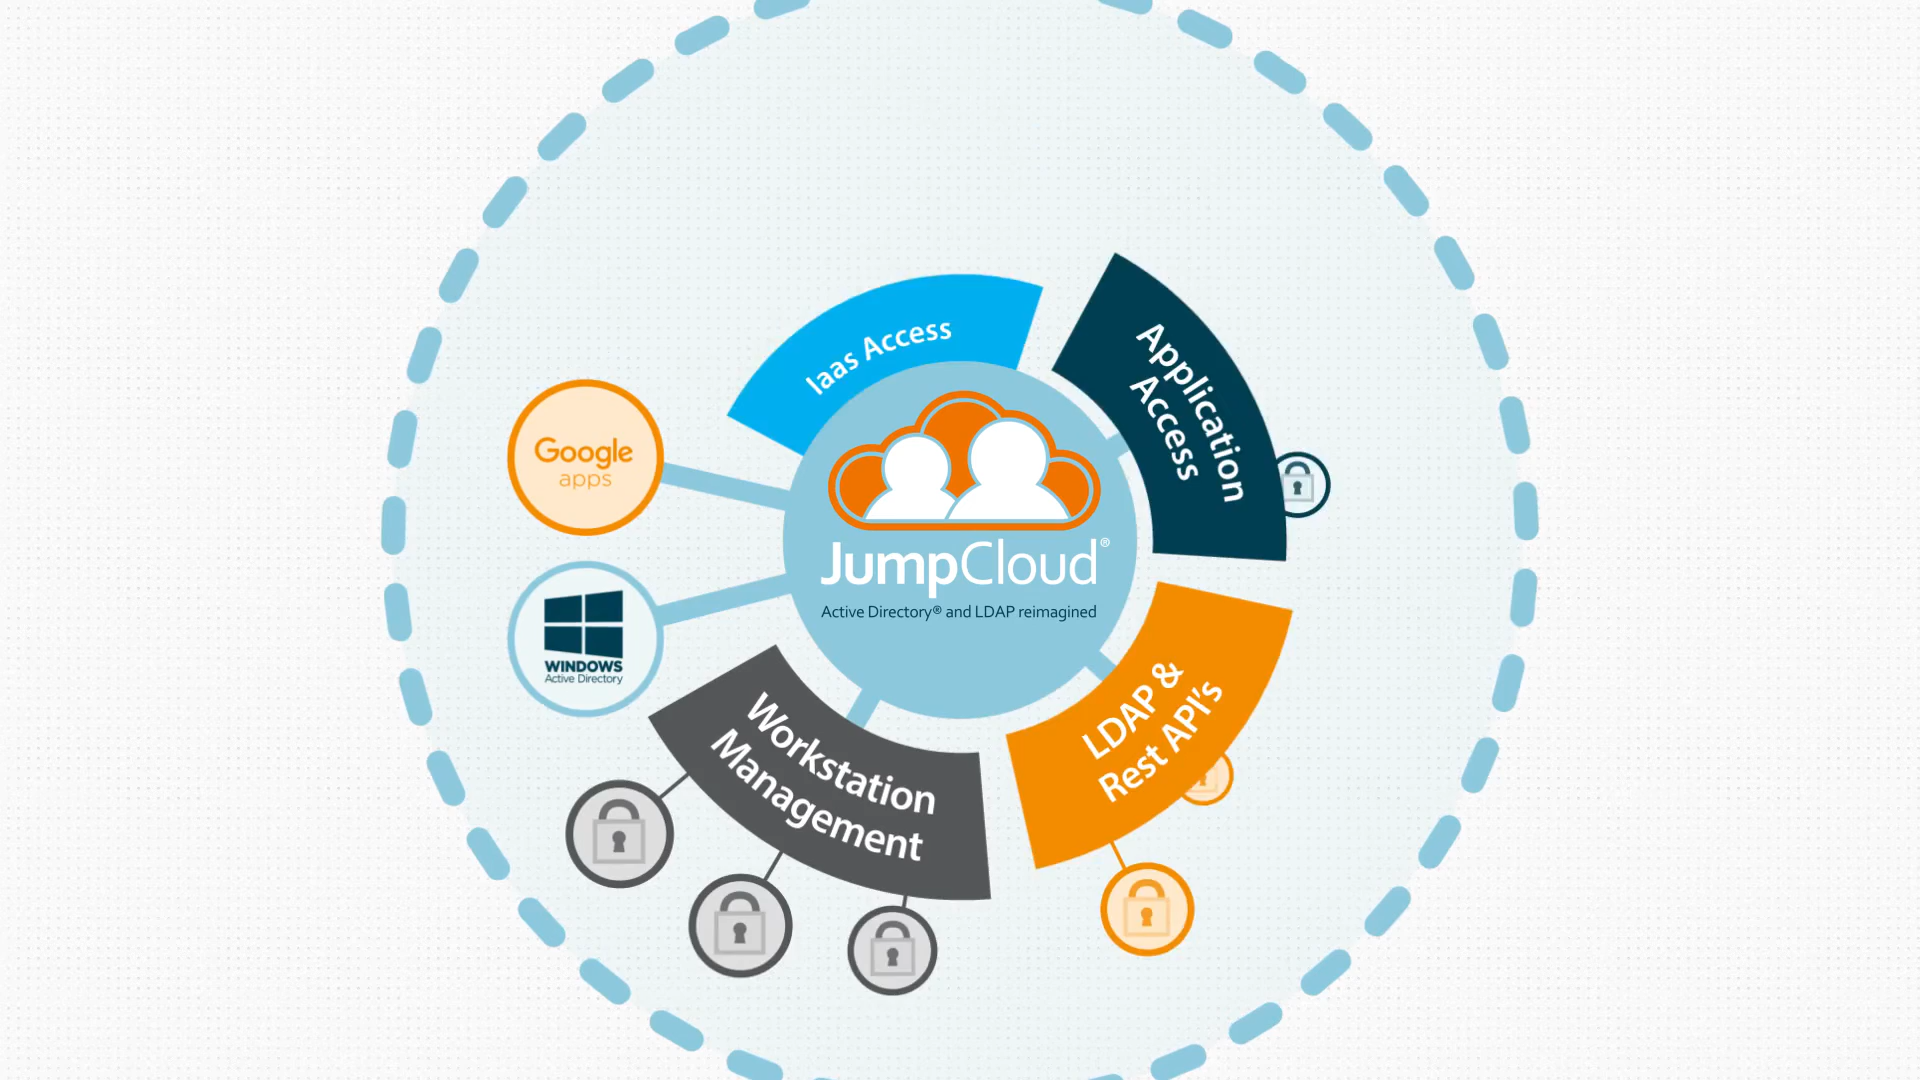 Iaas Access
Application
Access
Google
apps
JumpCloud®
Active Directory® and LDAP reimagined
WINDOWS
Active Directory
LDAP &
Rest API's
Workstation
Management